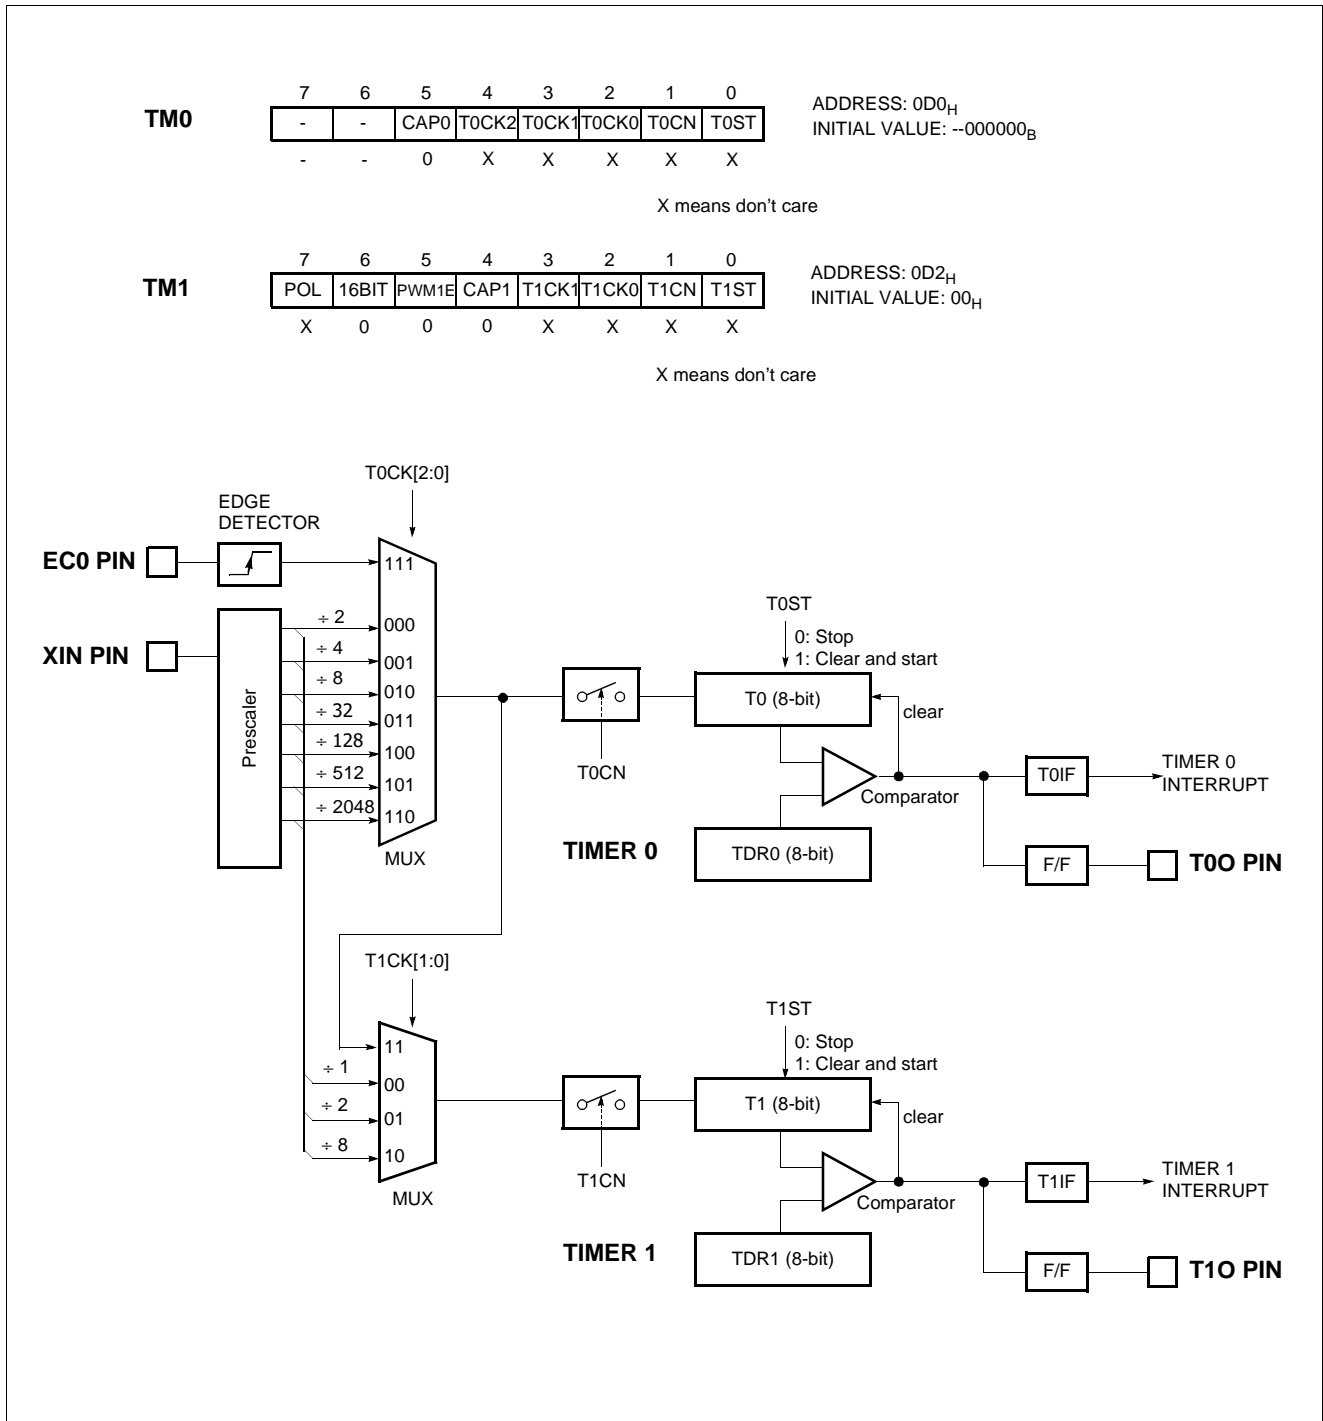 7 6 5 4 3 2 1 0
TM0
- - CAP0 T0CK2 T0CK1 T0CK0 T0CN T0ST
ADDRESS: 0D0H
INITIAL VALUE: --000000B
- - 0 X X X X X
X means don't care
7 6 5 4 3 2 1 0
TM1
POL 16BIT PWM1E CAP1 T1CK1 T1CK0 T1CN T1ST
ADDRESS: 0D2H
INITIAL VALUE: 00H
X 0 0 0 X X X X
X means don't care
T0CK[2:0]
EDGE
DETECTOR
EC0 PIN
111
XIN PIN
Prescaler
÷ 2
000
÷ 4
001
÷ 8
010
÷ 32
011
÷ 128
100
÷ 512
101
÷ 2048
110
MUX
T0CN
T0ST
0: Stop
1: Clear and start
T0 (8-bit)
clear
Comparator
T0IF
TIMER 0
INTERRUPT
TIMER 0
TDR0 (8-bit)
F/F
T0O PIN
T1CK[1:0]
11
÷ 1
00
÷ 2
01
÷ 8
10
MUX
T1CN
T1ST
0: Stop
1: Clear and start
T1 (8-bit)
clear
Comparator
T1IF
TIMER 1
INTERRUPT
TIMER 1
TDR1 (8-bit)
F/F
T1O PIN